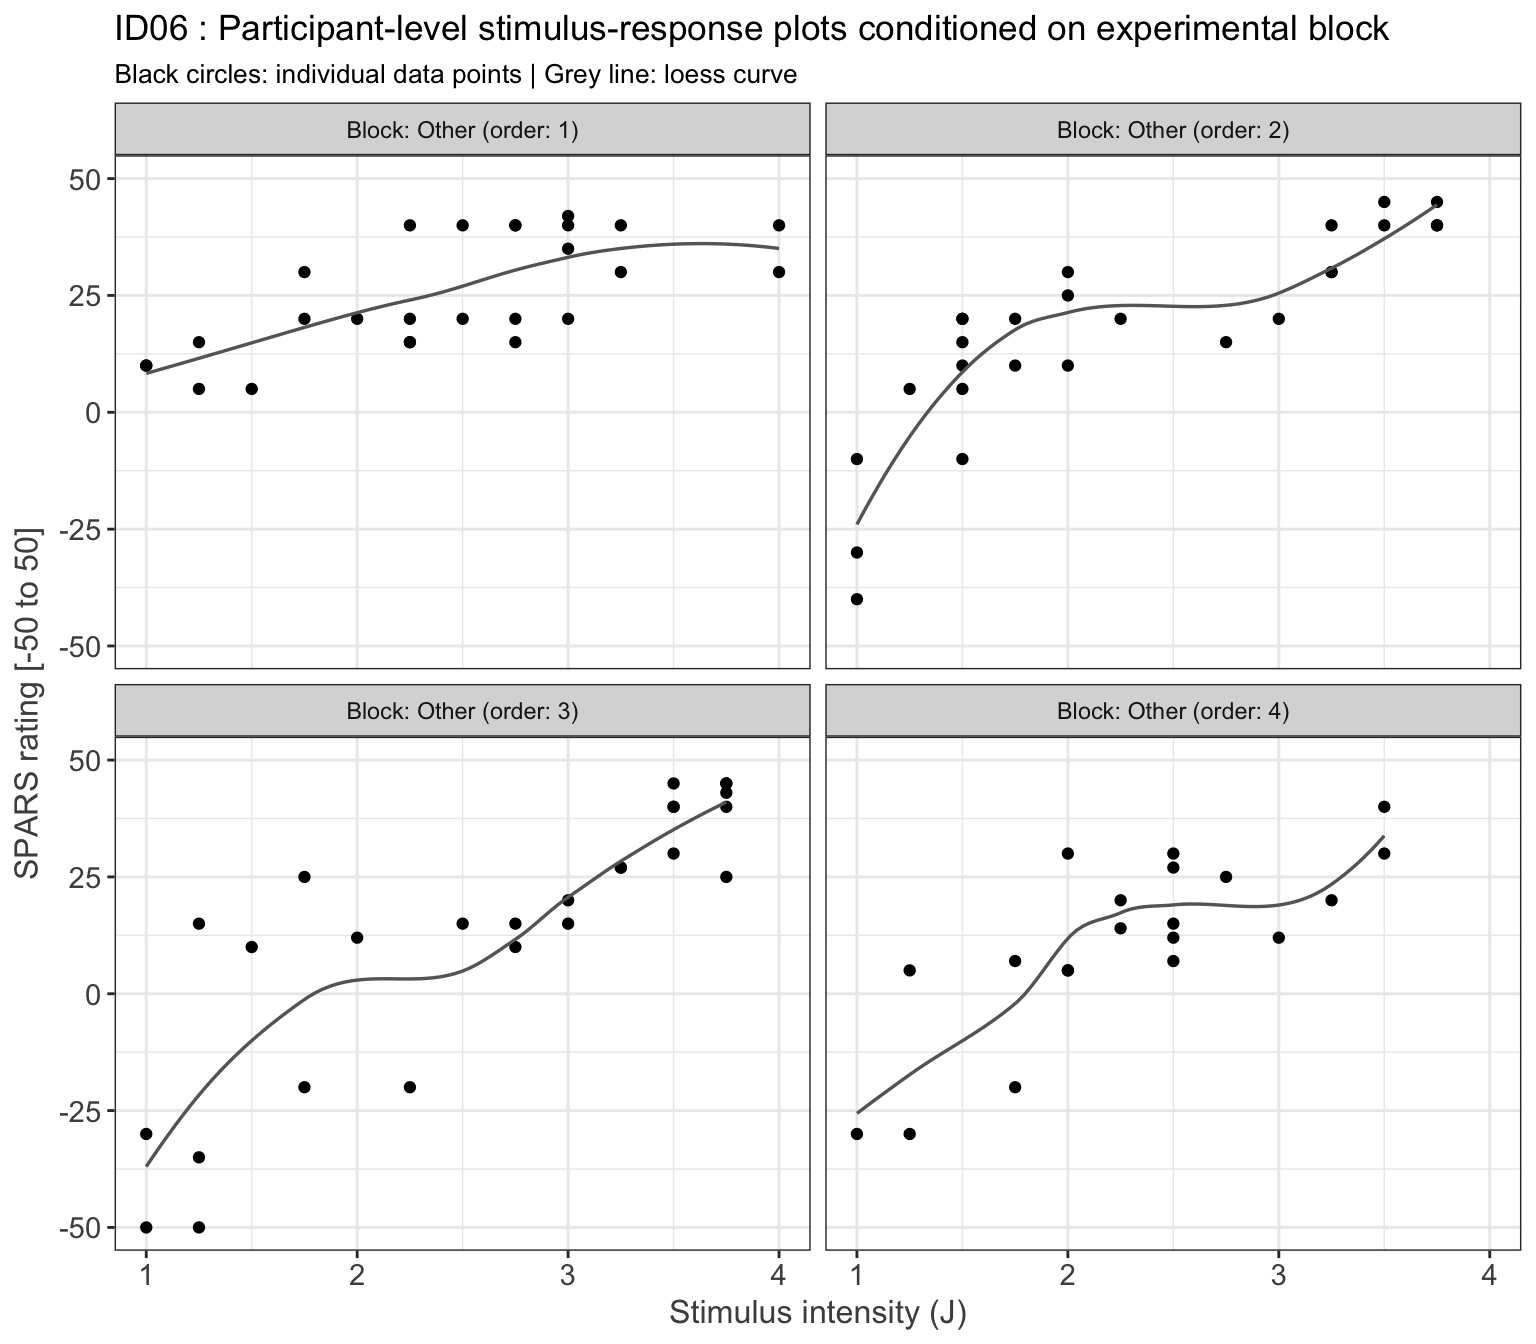 ID06 : Participant-level stimulus-response plots conditioned on experimental block
Black circles: individual data points | Grey line: loess curve
Block: Other (order: 1)
Block: Other (order: 2)
50
25
0
-25
-50
Block: Other (order: 3)
Block: Other (order: 4)
50
25
0
-25
-50
SPARS rating [-50 to 50]
1 2 3 4
1 2 3 4
Stimulus intensity (J)